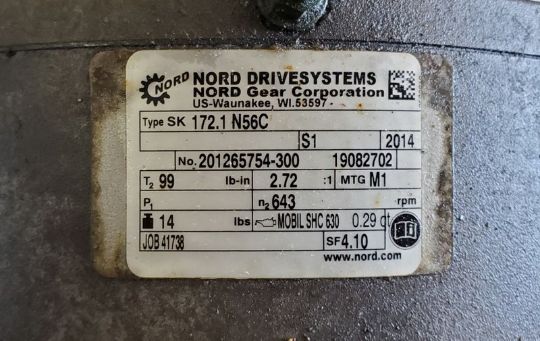 NORD
NORD DRIVESYSTEMS
NORD Gear Corporation
US-Waunakee, WI.53597
Type SK 172.1 N56C
S1 2014
No. 201265754-300 19082702
T2 99 lb-in 2.72 :1 MTG M1
P1 n2 643 rpm
14 lbs MOBIL SHC 630 0.29 qt
JOB 41738 SF 4.10
www.nord.com